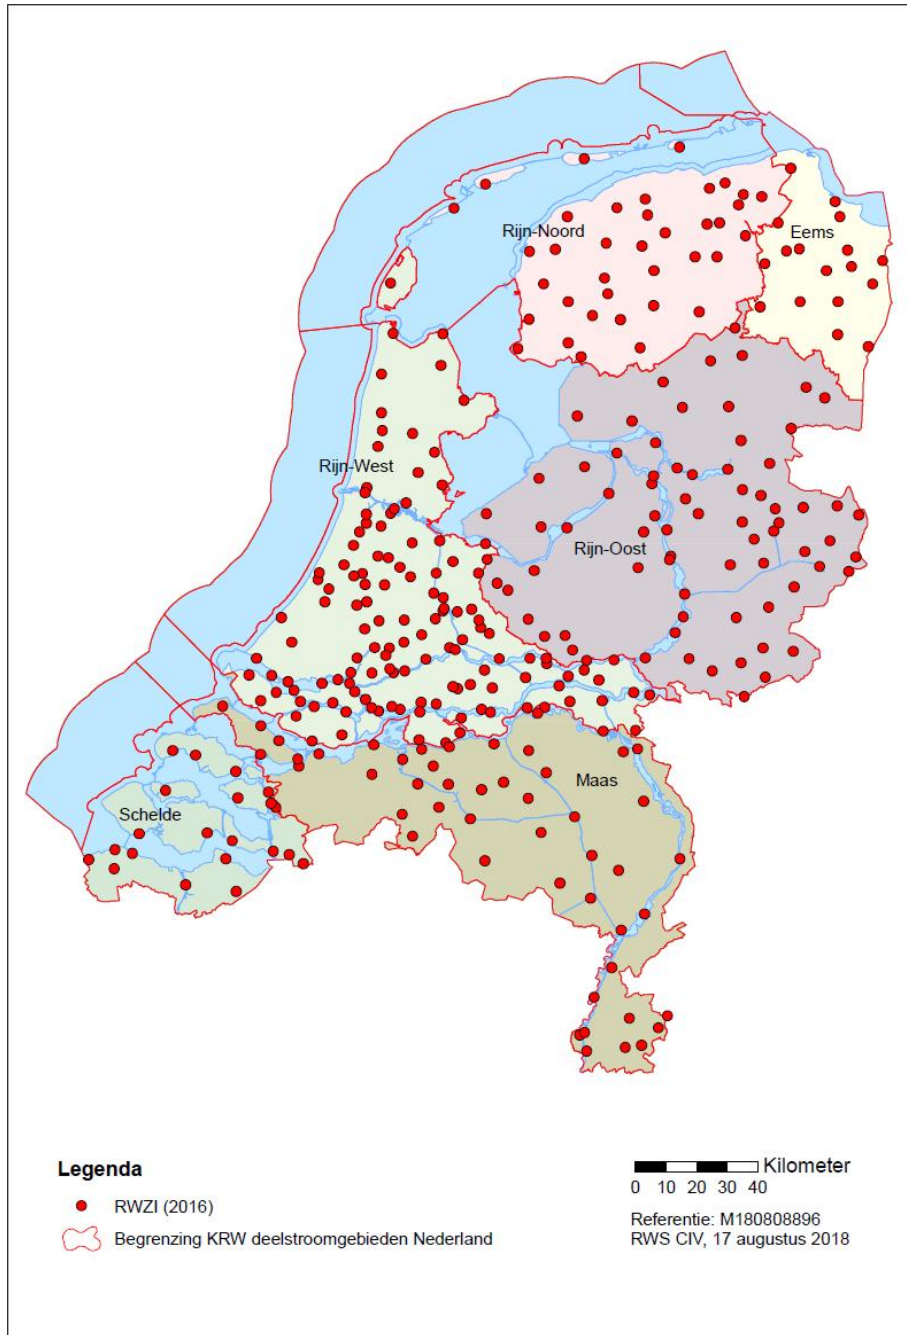 Rijn-Noord
Eems
Rijn-West
Rijn-Oost
Maas
Schelde
Legenda
RWZI (2016)
Begrenzing KRW deelstroomgebieden Nederland
Kilometer
0 10 20 30 40
Referentie: M180808896
RWS CIV, 17 augustus 2018